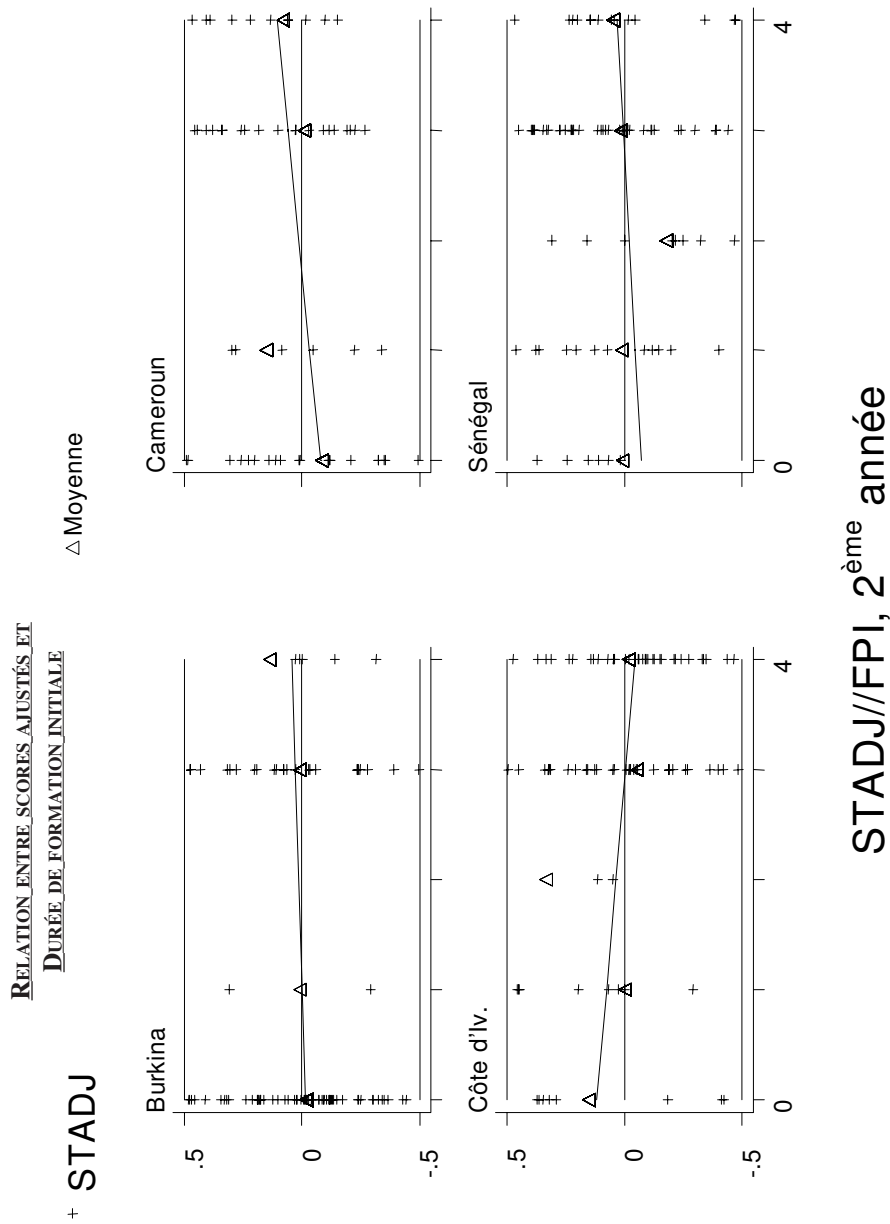 RELATION ENTRE SCORES AJUSTÉS ET
DURÉE DE FORMATION INITIALE
+ STADJ
△ Moyenne
Burkina
Cameroun
.5
0
-.5
Côte d'Iv.
Sénégal
.5
0
-.5
0
4
0
4
STADJ//FPI, 2ème année